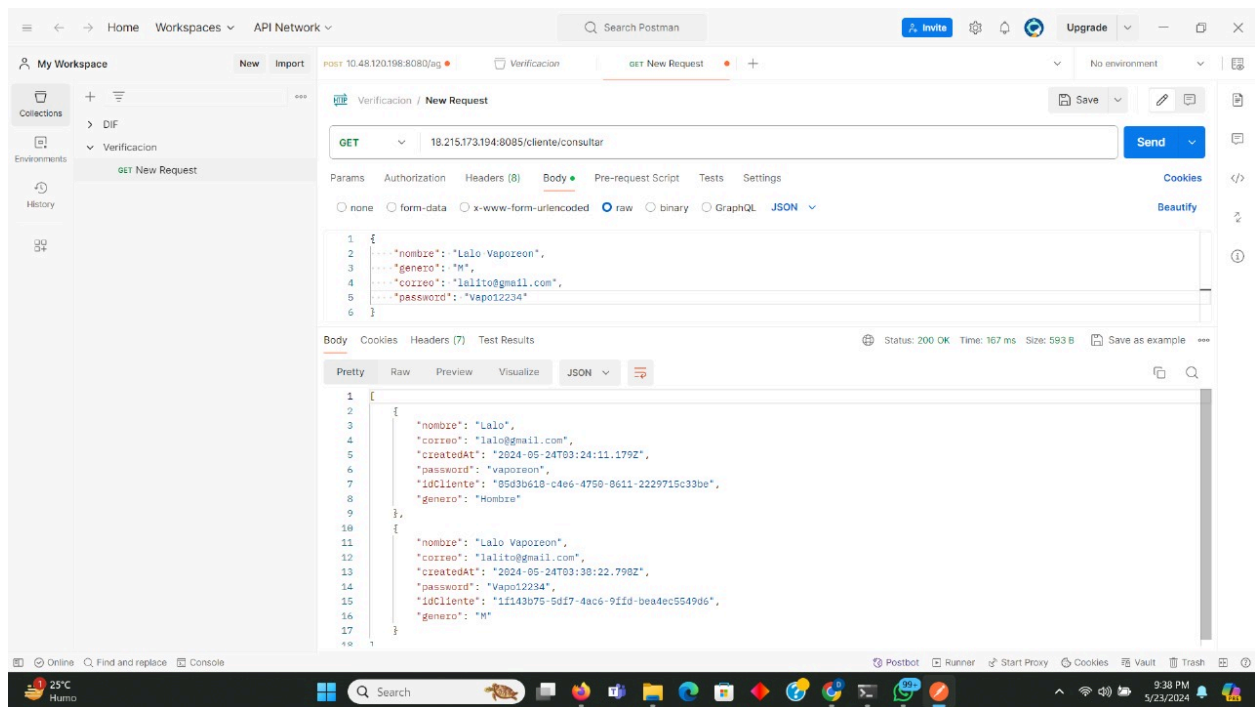 Home Workspaces API Network Search Postman Invite Upgrade
My Workspace New Import POST 10.48.120.198:8080/ag Verificacion GET New Request + No environment
Collections
Environments
History
DIF
Verificacion
GET New Request
HTTP Verificacion / New Request Save
GET 18.215.173.194:8085/cliente/consultar Send
Params Authorization Headers (8) Body Pre-request Script Tests Settings Cookies
none form-data x-www-form-urlencoded raw binary GraphQL JSON Beautify
1 {
2 "nombre": "Lalo Vaporeon",
3 "genero": "M",
4 "correo": "lalito@gmail.com",
5 "password": "Vapo12234"
6 }
Body Cookies Headers (7) Test Results Status: 200 OK Time: 167 ms Size: 593 B Save as example
Pretty Raw Preview Visualize JSON
1 [
2 {
3 "nombre": "Lalo",
4 "correo": "lalo@gmail.com",
5 "createdAt": "2024-05-24T03:24:11.179Z",
6 "password": "vaporeon",
7 "idCliente": "05d3b618-c4e6-4750-8611-2229715c33be",
8 "genero": "Hombre"
9 },
10 {
11 "nombre": "Lalo Vaporeon",
12 "correo": "lalito@gmail.com",
13 "createdAt": "2024-05-24T03:38:22.798Z",
14 "password": "Vapo12234",
15 "idCliente": "1f143b75-5df7-4ac6-9ffd-bea4ec5549d6",
16 "genero": "M"
17 }
18 ]
Online Find and replace Console Postbot Runner Start Proxy Cookies Vault Trash
1 25°C
Humo
Search
99+
9:38 PM
5/23/2024